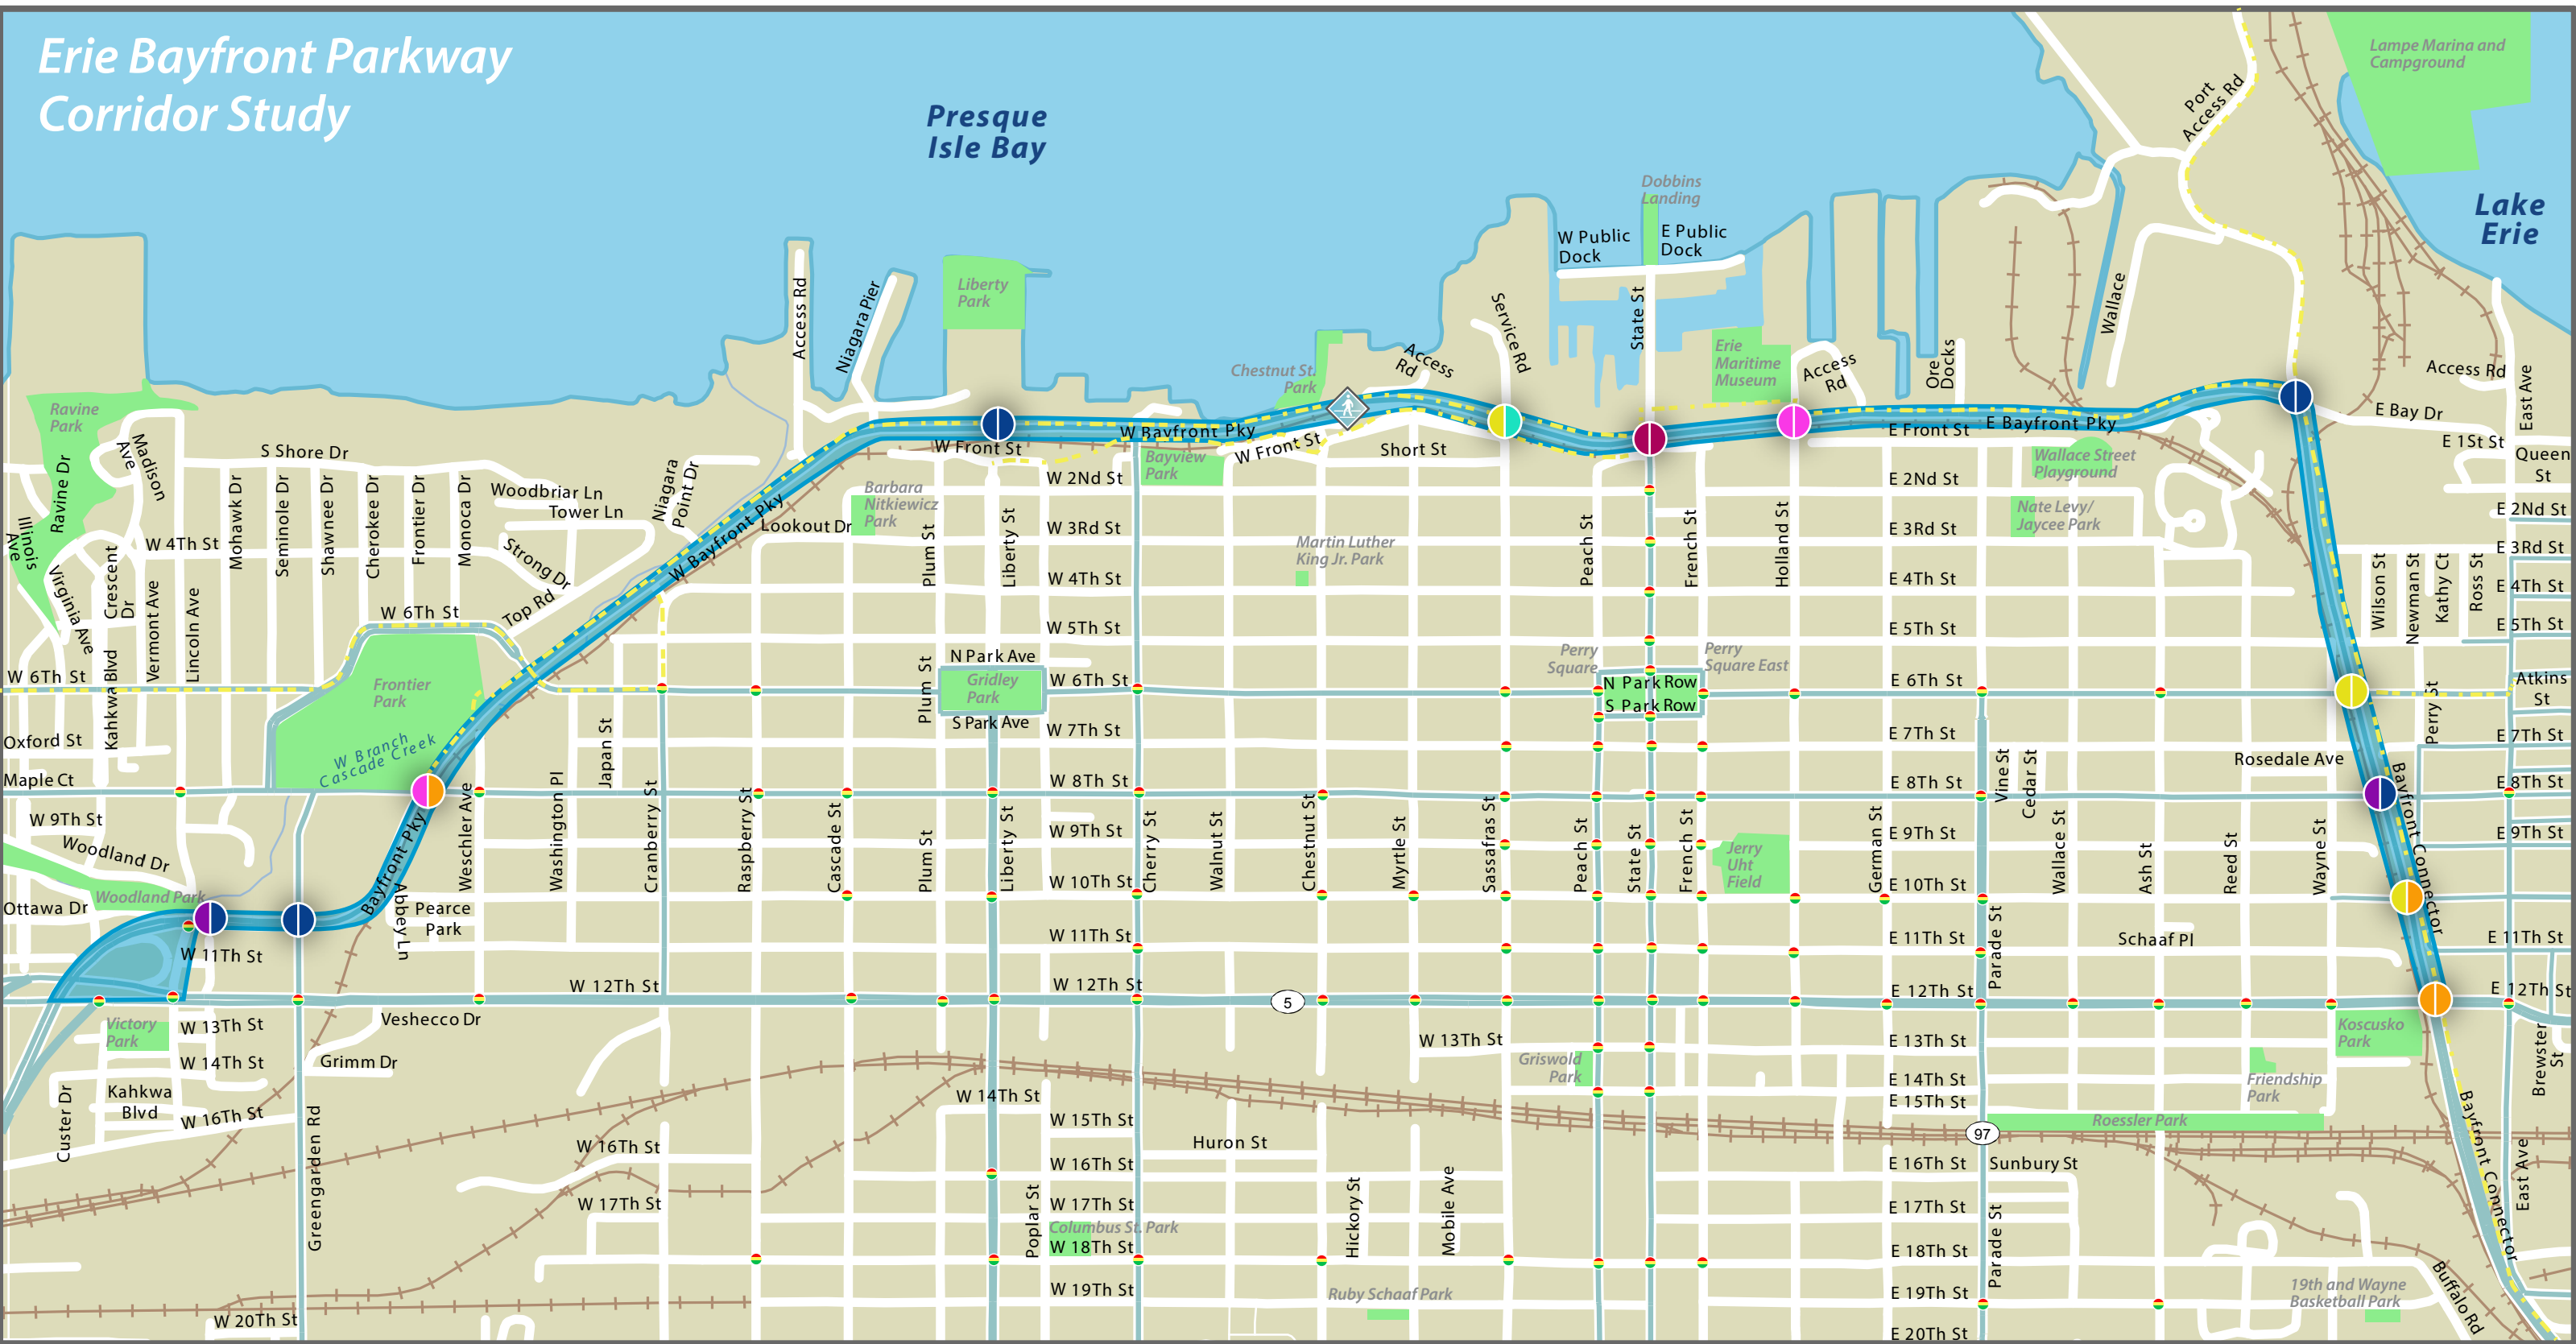 Erie Bayfront Parkway
Corridor Study
Presque
Isle Bay
Lake
Erie
Lampe Marina and
Campground
Port
Access Rd
Dobbins
Landing
W Public
Dock
E Public
Dock
State St
Service Rd
Liberty
Park
Access Rd
Niagara Pier
Chestnut St.
Park
Access
Rd
Erie
Maritime
Museum
Access
Rd
Ore
Docks
Wallace
Access Rd
East Ave
E Bay Dr
E 1St St
Queen
St
E 2Nd St
E 3Rd St
E 4Th St
E 5Th St
Atkins
St
E 7Th St
E 8Th St
E 9Th St
E 11Th St
E 12Th St
Ravine
Park
Ravine Dr
Madison
Ave
Illinois
Ave
Virginia Ave
S Shore Dr
W 4Th St
Mohawk Dr
Seminole Dr
Shawnee Dr
Cherokee Dr
Frontier Dr
Monoca Dr
Woodbriar Ln
Tower Ln
Strong Dr
Top Rd
Niagara
Point Dr
Crescent
Dr
Vermont Ave
Lincoln Ave
Kahkwa Blvd
W 6Th St
W 6Th St
Frontier
Park
W Branch
Cascade Creek
Oxford St
Maple Ct
W 9Th St
Woodland Dr
Woodland Park
Ottawa Dr
W 11Th St
Bayfront Pky
Abbey Ln
Pearce
Park
Weschler Ave
Washington Pl
Japan St
Cranberry St
Raspberry St
Cascade St
Plum St
Liberty St
Cherry St
Walnut St
Chestnut St
Myrtle St
Sassafras St
Peach St
State St
French St
German St
W Bayfront Pky
Lookout Dr
Barbara
Nitkiewicz
Park
Plum St
Liberty St
W Front St
W Bayfront Pky
Bayview
Park
W Front St
Short St
W 2Nd St
W 3Rd St
W 4Th St
W 5Th St
W 6Th St
W 7Th St
W 8Th St
W 9Th St
W 10Th St
W 11Th St
W 12Th St
W 12Th St
Martin Luther
King Jr. Park
N Park Ave
Gridley
Park
S Park Ave
Plum St
Peach St
French St
Holland St
Perry
Square
Perry
Square East
N Park Row
S Park Row
Jerry
Uht
Field
E Front St
E Bayfront Pky
Wallace Street
Playground
Nate Levy/
Jaycee Park
E 2Nd St
E 3Rd St
E 4Th St
E 5Th St
E 6Th St
E 7Th St
E 8Th St
E 9Th St
E 10Th St
E 11Th St
E 12Th St
E 13Th St
E 14Th St
E 15Th St
E 16Th St
E 17Th St
E 18Th St
E 19Th St
E 20Th St
Wilson St
Newman St
Kathy Ct
Ross St
Perry St
Rosedale Ave
Vine St
Cedar St
Wallace St
Ash St
Reed St
Wayne St
Parade St
Schaaf Pl
Bayfront Connector
Koscusko
Park
Brewster
St
Friendship
Park
Roessler Park
97
5
Sunbury St
Parade St
Bayfront Connector
East Ave
Bayfront Connector
Buffalo Rd
19th and Wayne
Basketball Park
Victory
Park
W 13Th St
W 14Th St
Veshecco Dr
Grimm Dr
Kahkwa
Blvd
Custer Dr
W 16Th St
Greengarden Rd
W 20Th St
W 16Th St
W 17Th St
W 14Th St
W 15Th St
W 16Th St
W 17Th St
Columbus St. Park
W 18Th St
W 19Th St
Poplar St
Huron St
Hickory St
Mobile Ave
W 13Th St
Griswold
Park
Ruby Schaaf Park